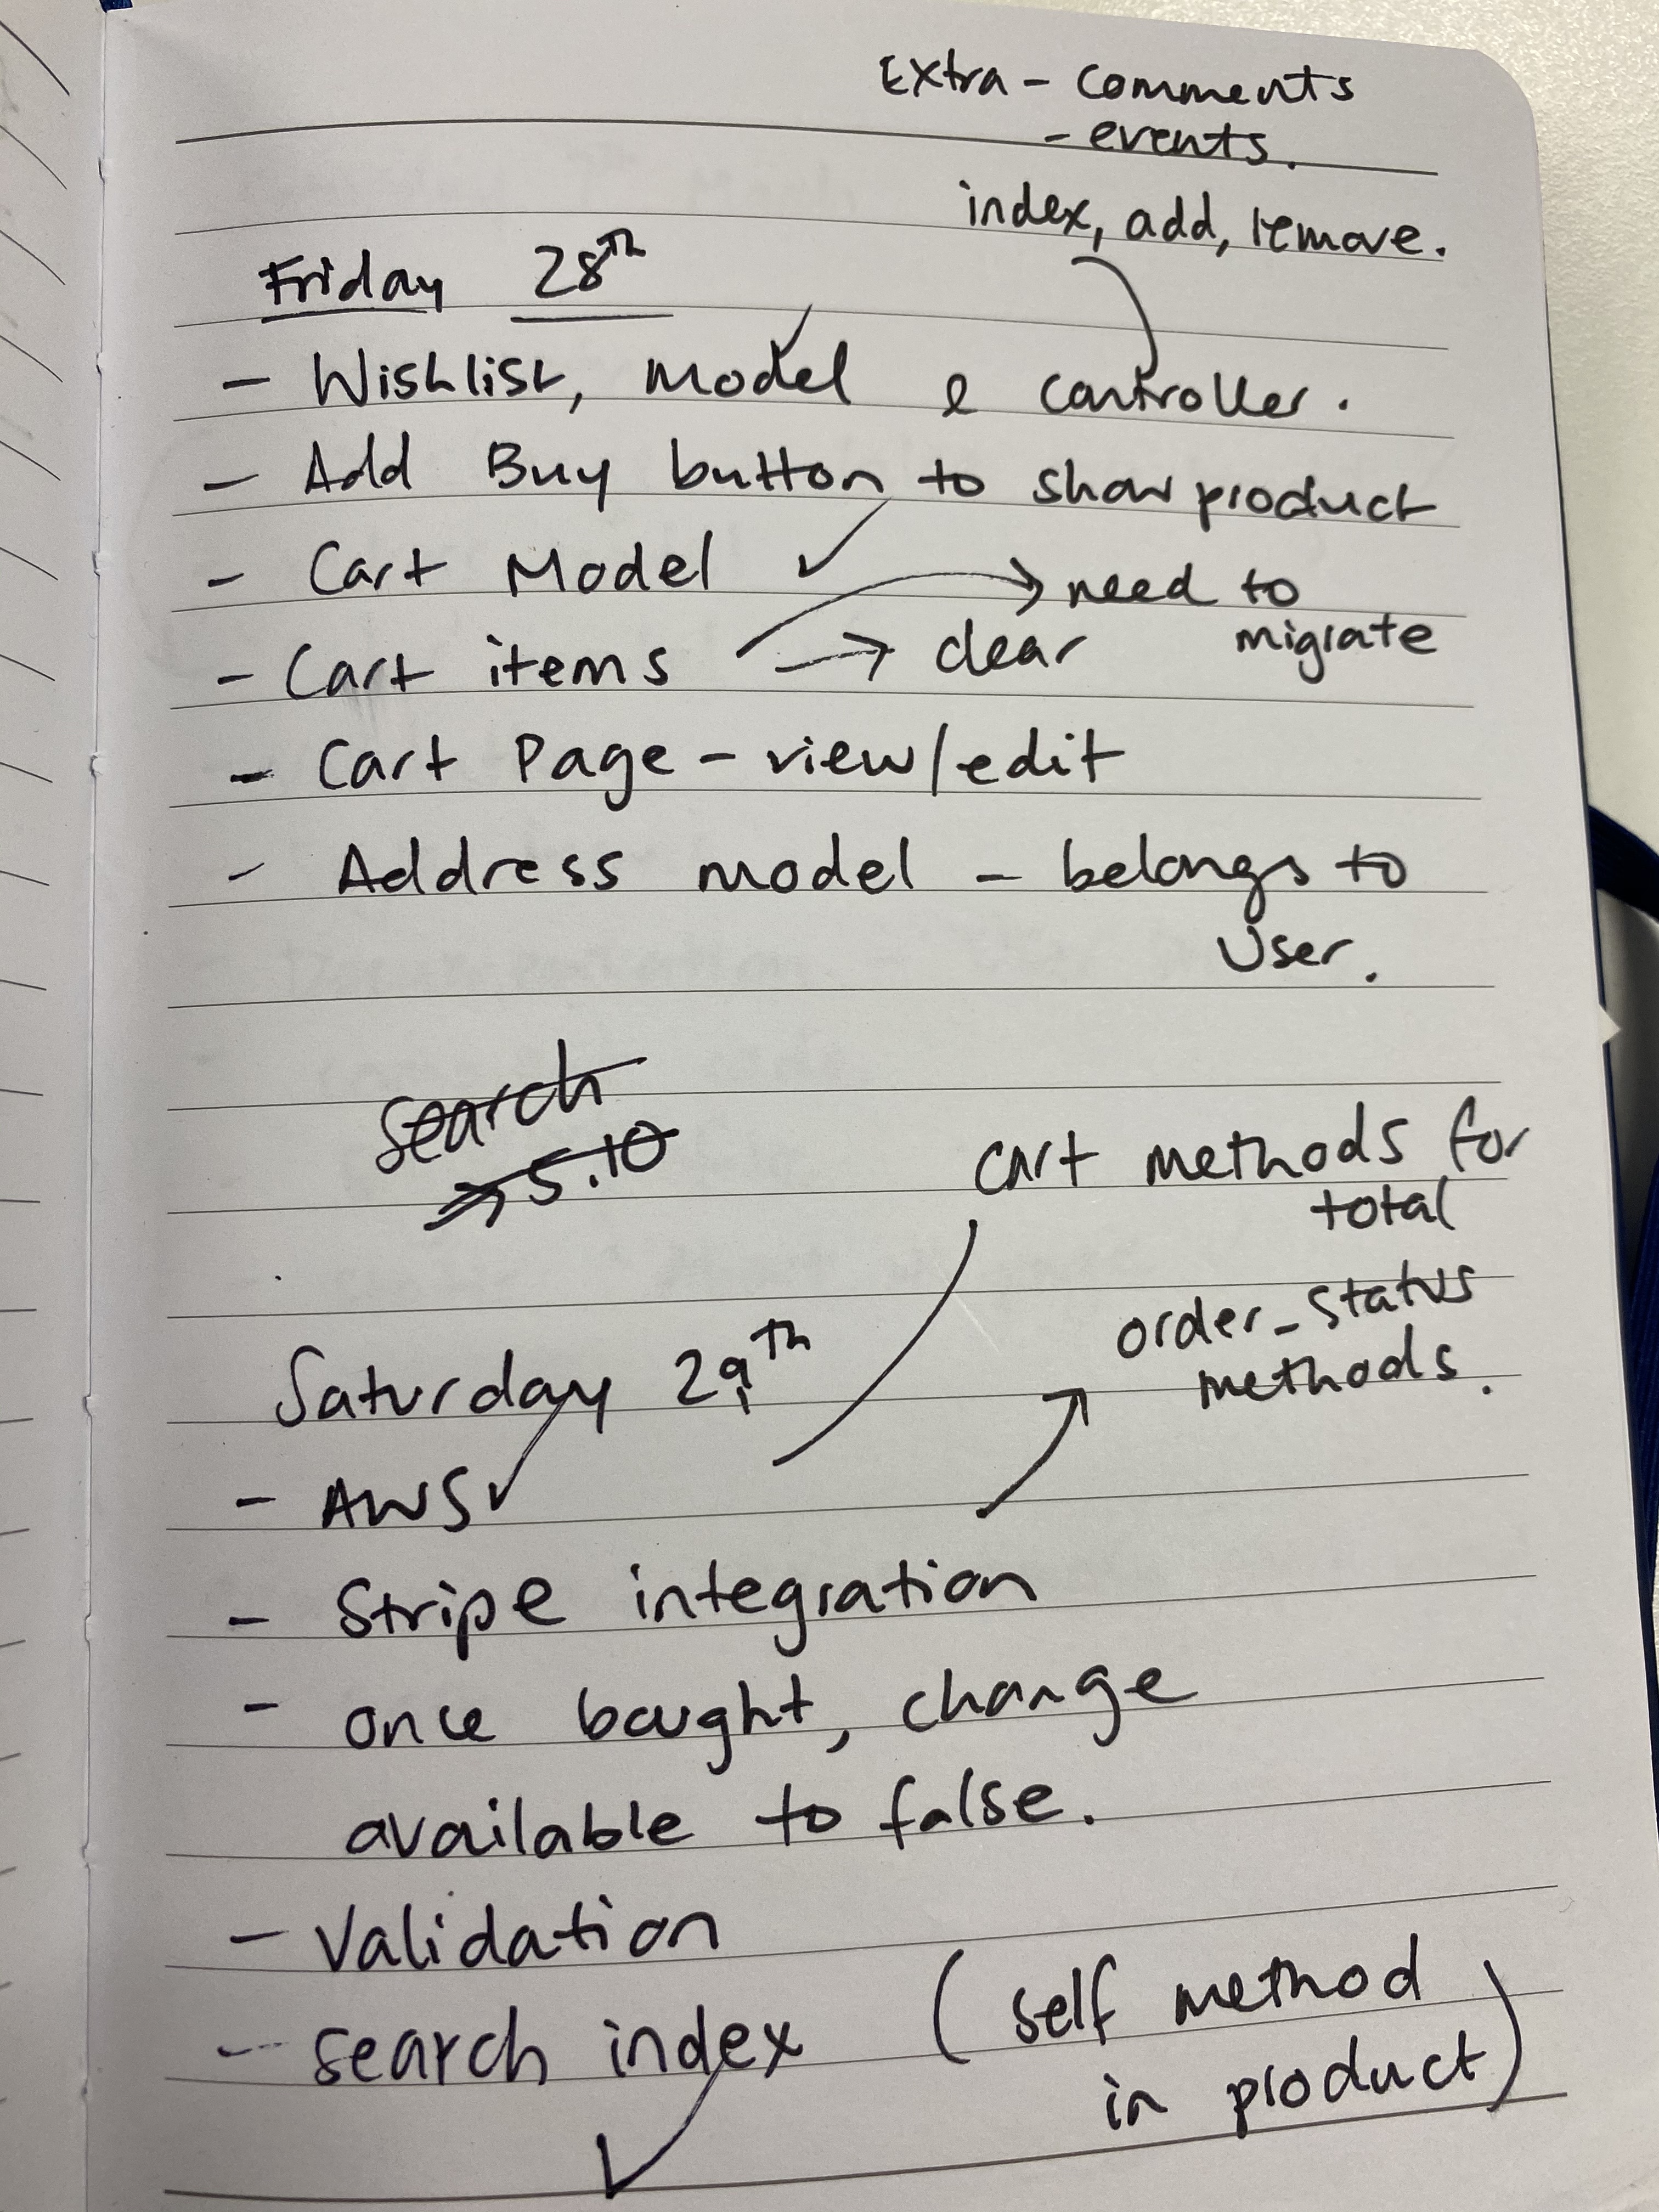 Extra - Comments
- events.
index, add, remove.
Friday 28th
- Wishlist, Model & controller.
- Add Buy button to show product
- Cart Model ✓
→ need to
migrate
- Cart items → clear
- Cart Page - view/edit
- Address model - belongs to
User.
Search
→ 5.10
cart methods for
total
order_status
methods.
Saturday 29th
- AWS ✓
- Stripe integration
- once bought, change
available to false.
- Validation
- search index (self method
in product)